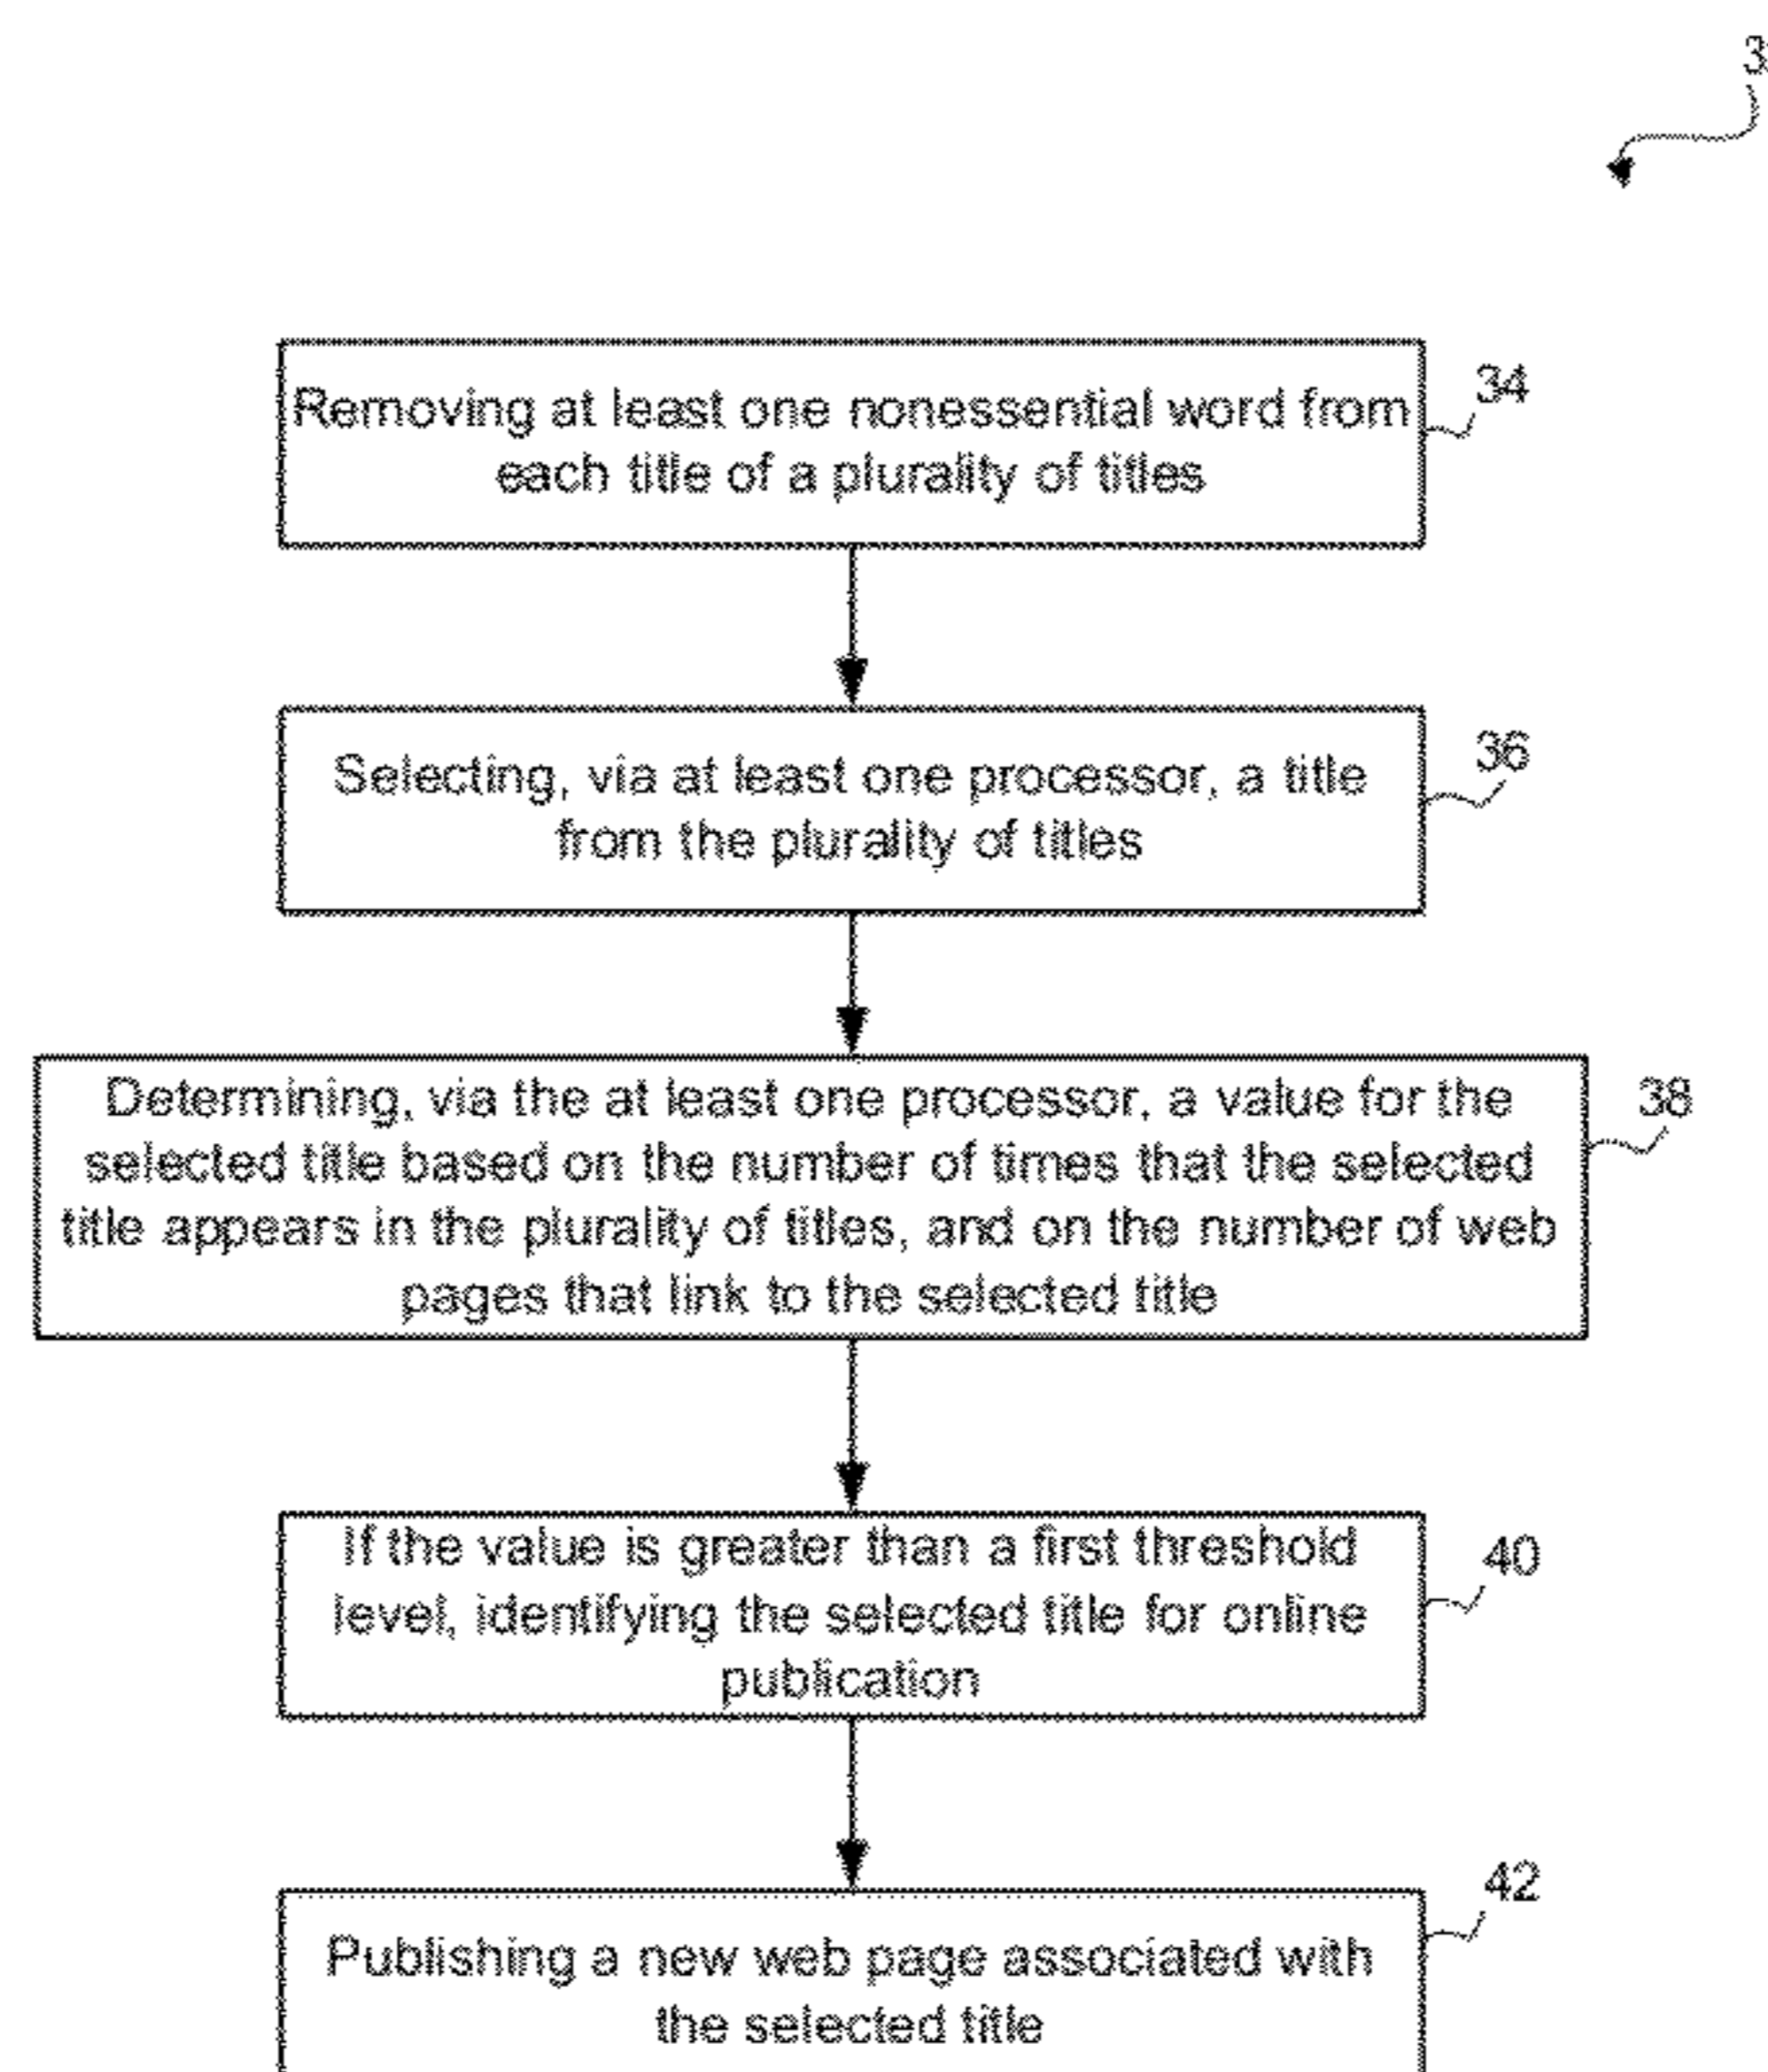 34
Removing at least one nonessential word from
each title of a plurality of titles
36
Selecting, via at least one processor, a title
from the plurality of titles
38
Determining, via the at least one processor, a value for the
selected title based on the number of times that the selected
title appears in the plurality of titles, and on the number of web
pages that link to the selected title
40
If the value is greater than a first threshold
level, identifying the selected title for online
publication
42
Publishing a new web page associated with
the selected title